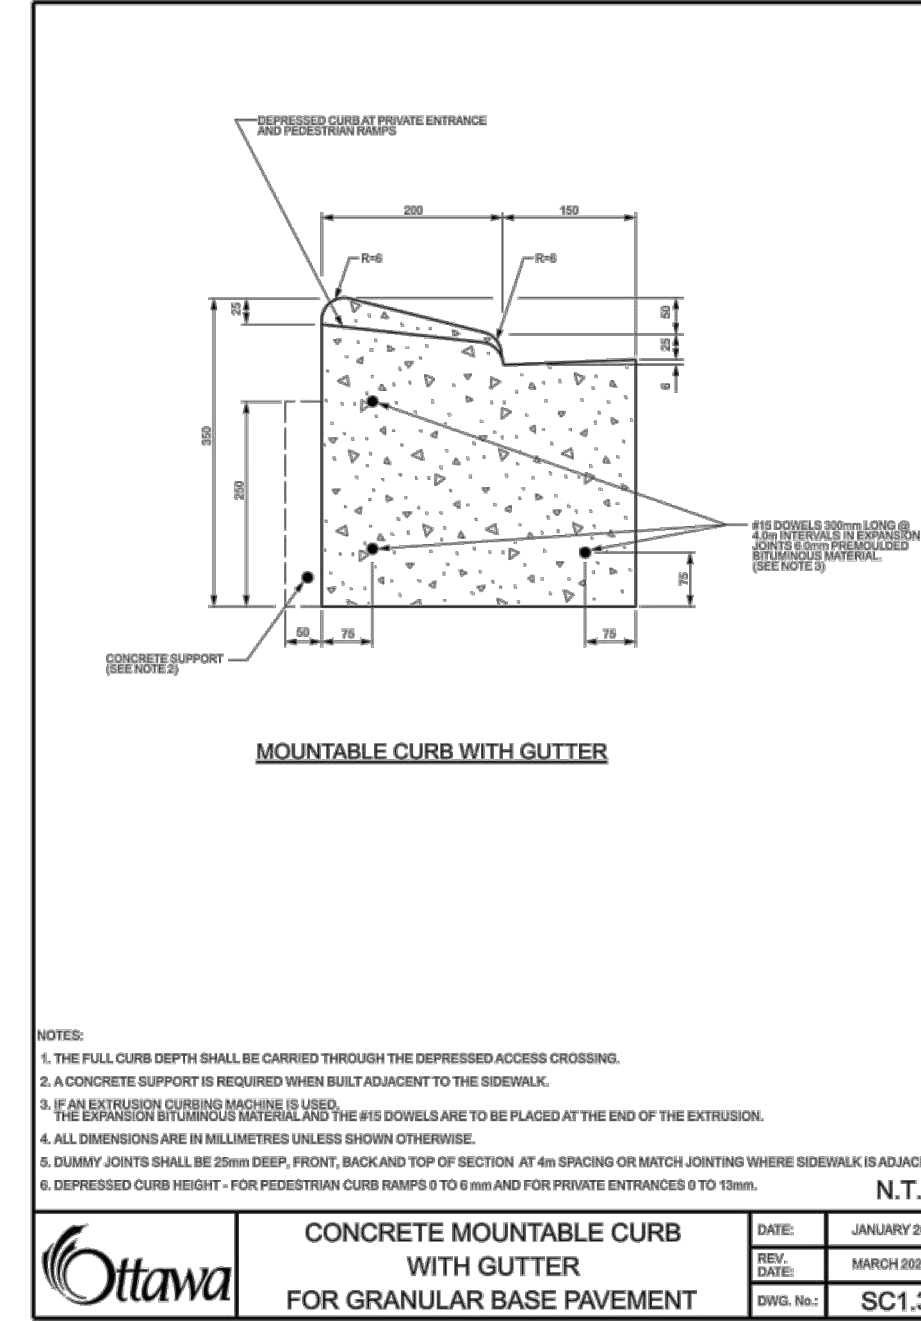 DEPRESSED CURB AT PRIVATE ENTRANCE
AND PEDESTRIAN RAMPS
200
150
R=6
R=6
25
50
25
6
350
250
#15 DOWELS 300mm LONG @
4.0m INTERVALS IN EXPANSION
JOINTS 6.0mm PREMOULDED
BITUMINOUS MATERIAL.
(SEE NOTE 3)
75
50
75
75
CONCRETE SUPPORT
(SEE NOTE 2)
MOUNTABLE CURB WITH GUTTER
NOTES:
1. THE FULL CURB DEPTH SHALL BE CARRIED THROUGH THE DEPRESSED ACCESS CROSSING.
2. A CONCRETE SUPPORT IS REQUIRED WHEN BUILT ADJACENT TO THE SIDEWALK.
3. IF AN EXTRUSION CURBING MACHINE IS USED,
THE EXPANSION BITUMINOUS MATERIAL AND THE #15 DOWELS ARE TO BE PLACED AT THE END OF THE EXTRUSION.
4. ALL DIMENSIONS ARE IN MILLIMETRES UNLESS SHOWN OTHERWISE.
5. DUMMY JOINTS SHALL BE 25mm DEEP, FRONT, BACK AND TOP OF SECTION AT 4m SPACING OR MATCH JOINTING WHERE SIDEWALK IS
6. DEPRESSED CURB HEIGHT - FOR PEDESTRIAN CURB RAMPS 0 TO 6 mm AND FOR PRIVATE ENTRANCES 0 TO 13mm.
N.T.
Ottawa
CONCRETE MOUNTABLE CURB
WITH GUTTER
FOR GRANULAR BASE PAVEMENT
DATE:
JANUARY
REV.
DATE:
MARCH
DWG. No.:
SC1.3